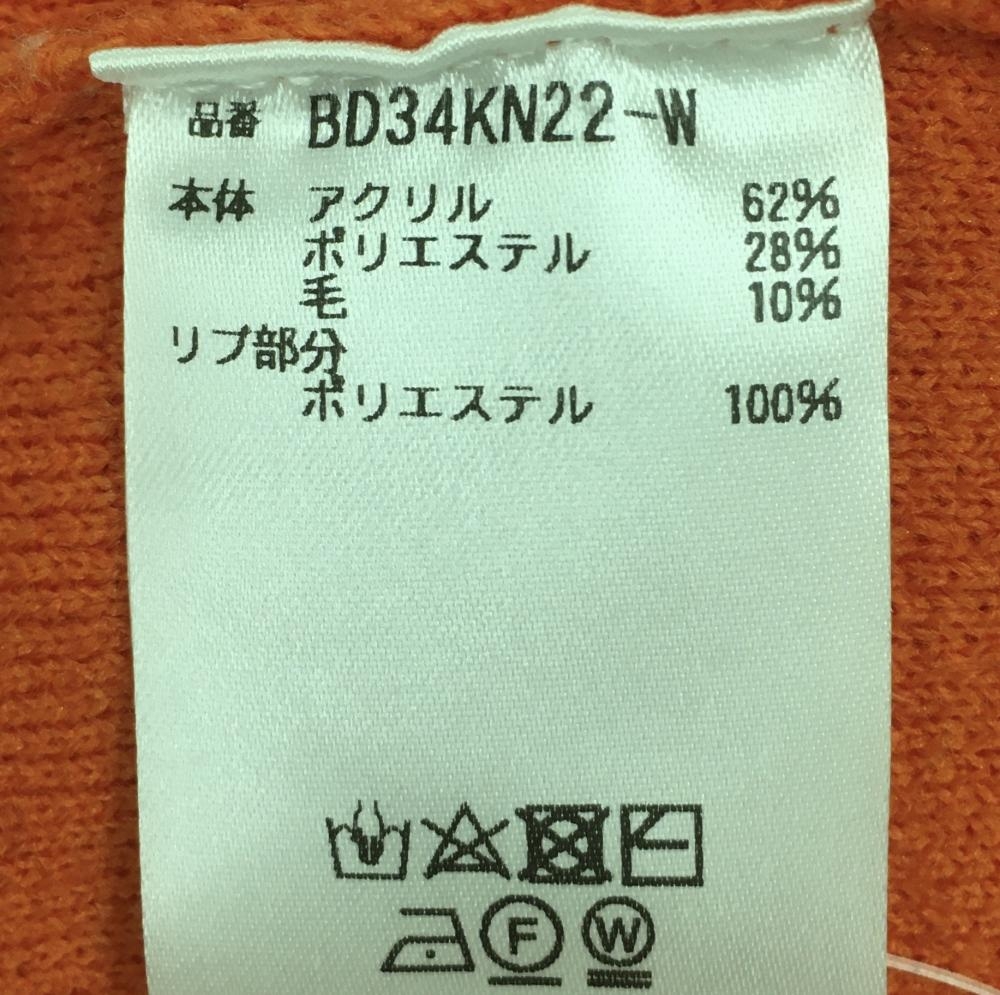 品番 BD34KN22-W
本体 アクリル 62%
ポリエステル 28%
毛 10%
リブ部分
ポリエステル 100%
F W